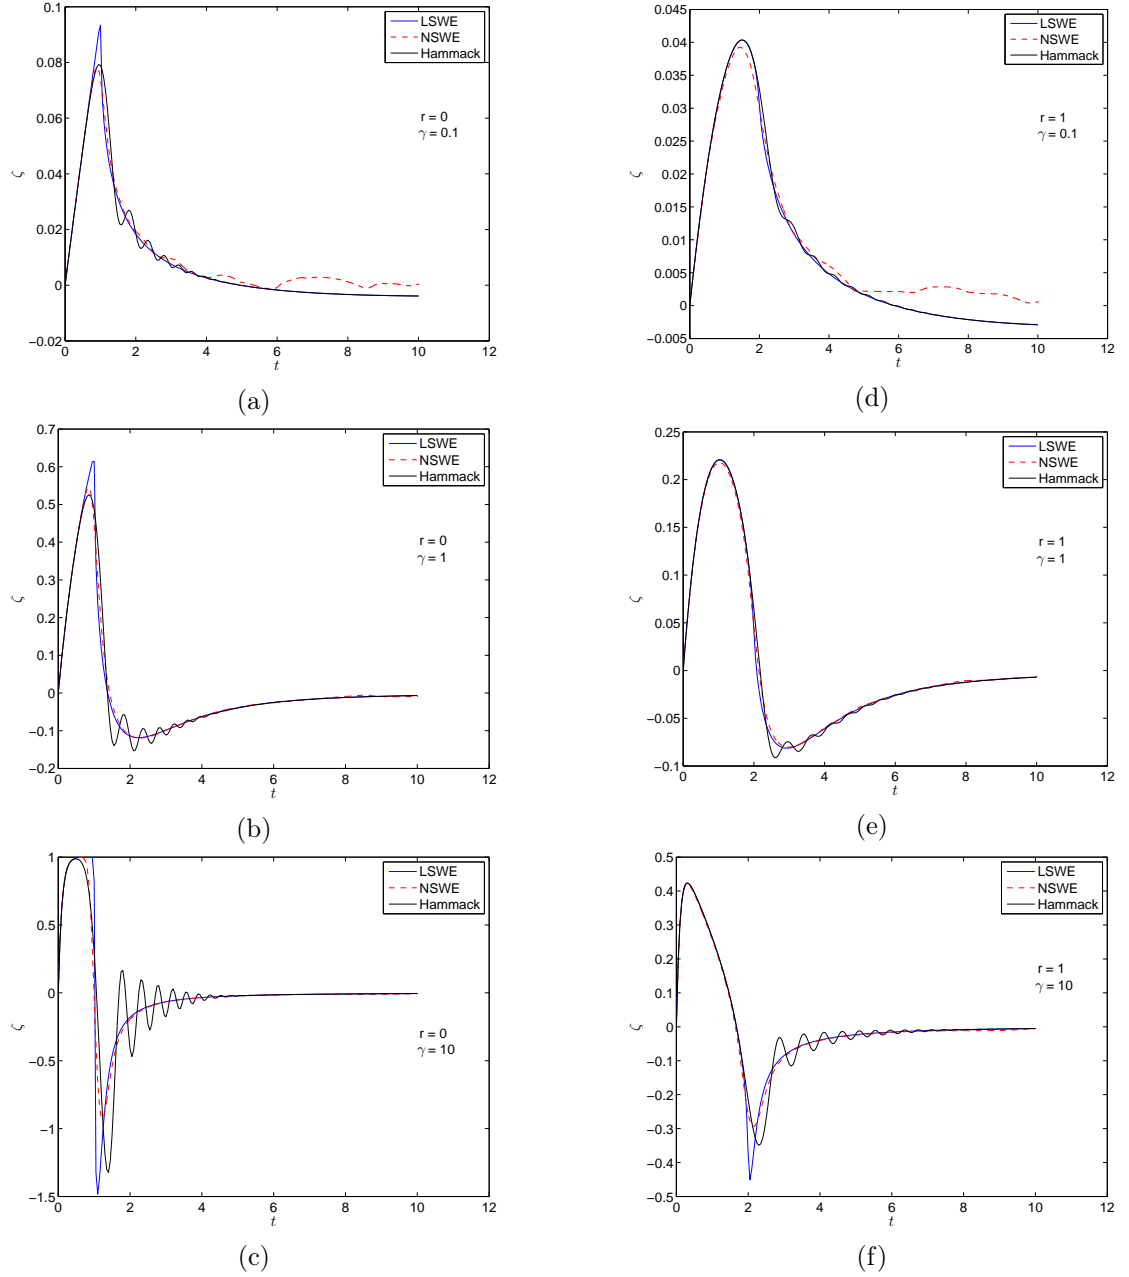 0.1
0.08
0.06
0.04
0.02
0
−0.02
ζ
0 2 4 6 8 10 12
t
LSWE
NSWE
Hammack
r = 0
γ = 0.1
(a)
0.045
0.04
0.035
0.03
0.025
0.02
0.015
0.01
0.005
0
−0.005
ζ
0 2 4 6 8 10 12
t
LSWE
NSWE
Hammack
r = 1
γ = 0.1
(d)
0.7
0.6
0.5
0.4
0.3
0.2
0.1
0
−0.1
−0.2
ζ
0 2 4 6 8 10 12
t
LSWE
NSWE
Hammack
r = 0
γ = 1
(b)
0.25
0.2
0.15
0.1
0.05
0
−0.05
−0.1
ζ
0 2 4 6 8 10 12
t
LSWE
NSWE
Hammack
r = 1
γ = 1
(e)
1
0.5
0
−0.5
−1
−1.5
ζ
0 2 4 6 8 10 12
t
LSWE
NSWE
Hammack
r = 0
γ = 10
(c)
0.5
0.4
0.3
0.2
0.1
0
−0.1
−0.2
−0.3
−0.4
−0.5
ζ
0 2 4 6 8 10 12
t
LSWE
NSWE
Hammack
r = 1
γ = 10
(f)